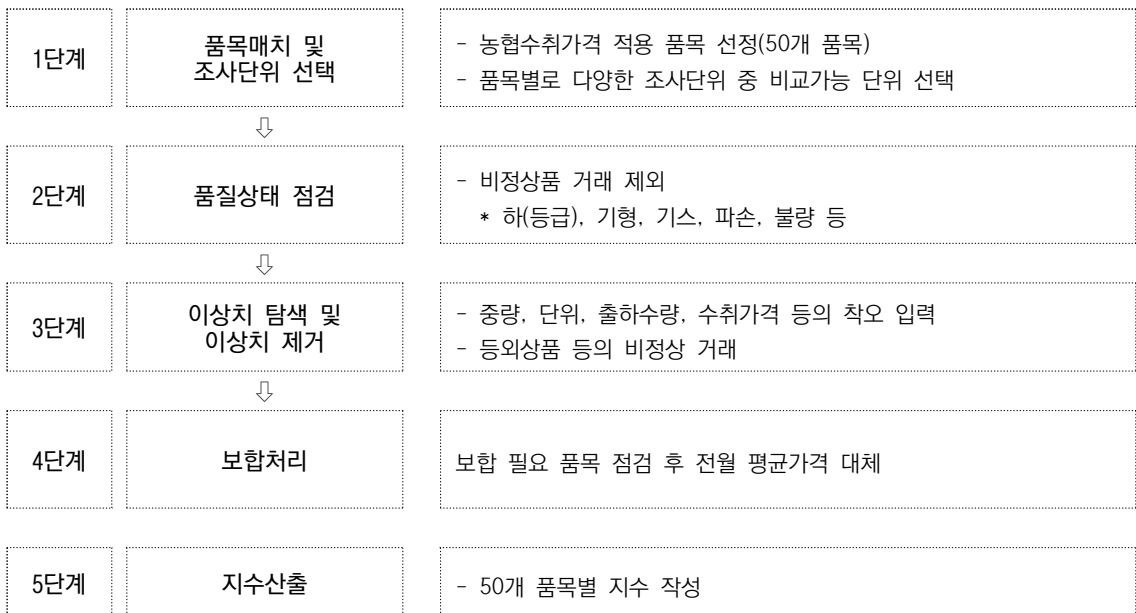 1단계
품목매치 및
조사단위 선택
- 농협수취가격 적용 품목 선정(50개 품목)
- 품목별로 다양한 조사단위 중 비교가능 단위 선택
⇩
2단계
품질상태 점검
- 비정상품 거래 제외
* 하(등급), 기형, 기스, 파손, 불량 등
⇩
3단계
이상치 탐색 및
이상치 제거
- 중량, 단위, 출하수량, 수취가격 등의 착오 입력
- 등외상품 등의 비정상 거래
⇩
4단계
보합처리
보합 필요 품목 점검 후 전월 평균가격 대체
5단계
지수산출
- 50개 품목별 지수 작성